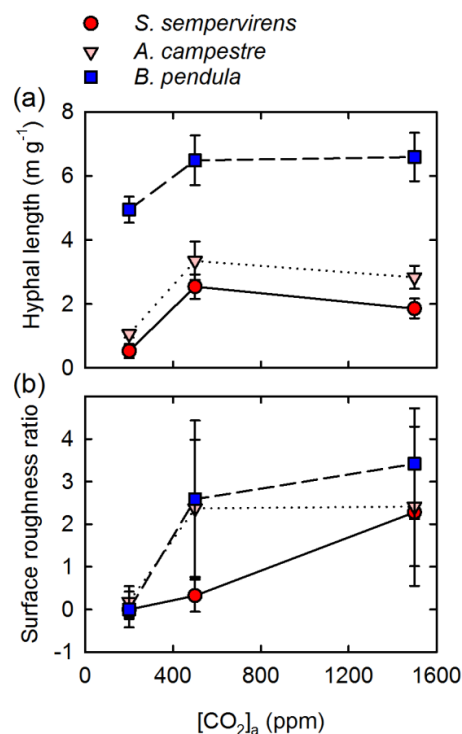 S. sempervirens
A. campestre
B. pendula
(a)
8
6
4
2
0
Hyphal length (m g⁻¹)
(b)
4
3
2
1
0
-1
Surface roughness ratio
0 400 800 1200 1600
[CO₂]ₐ (ppm)